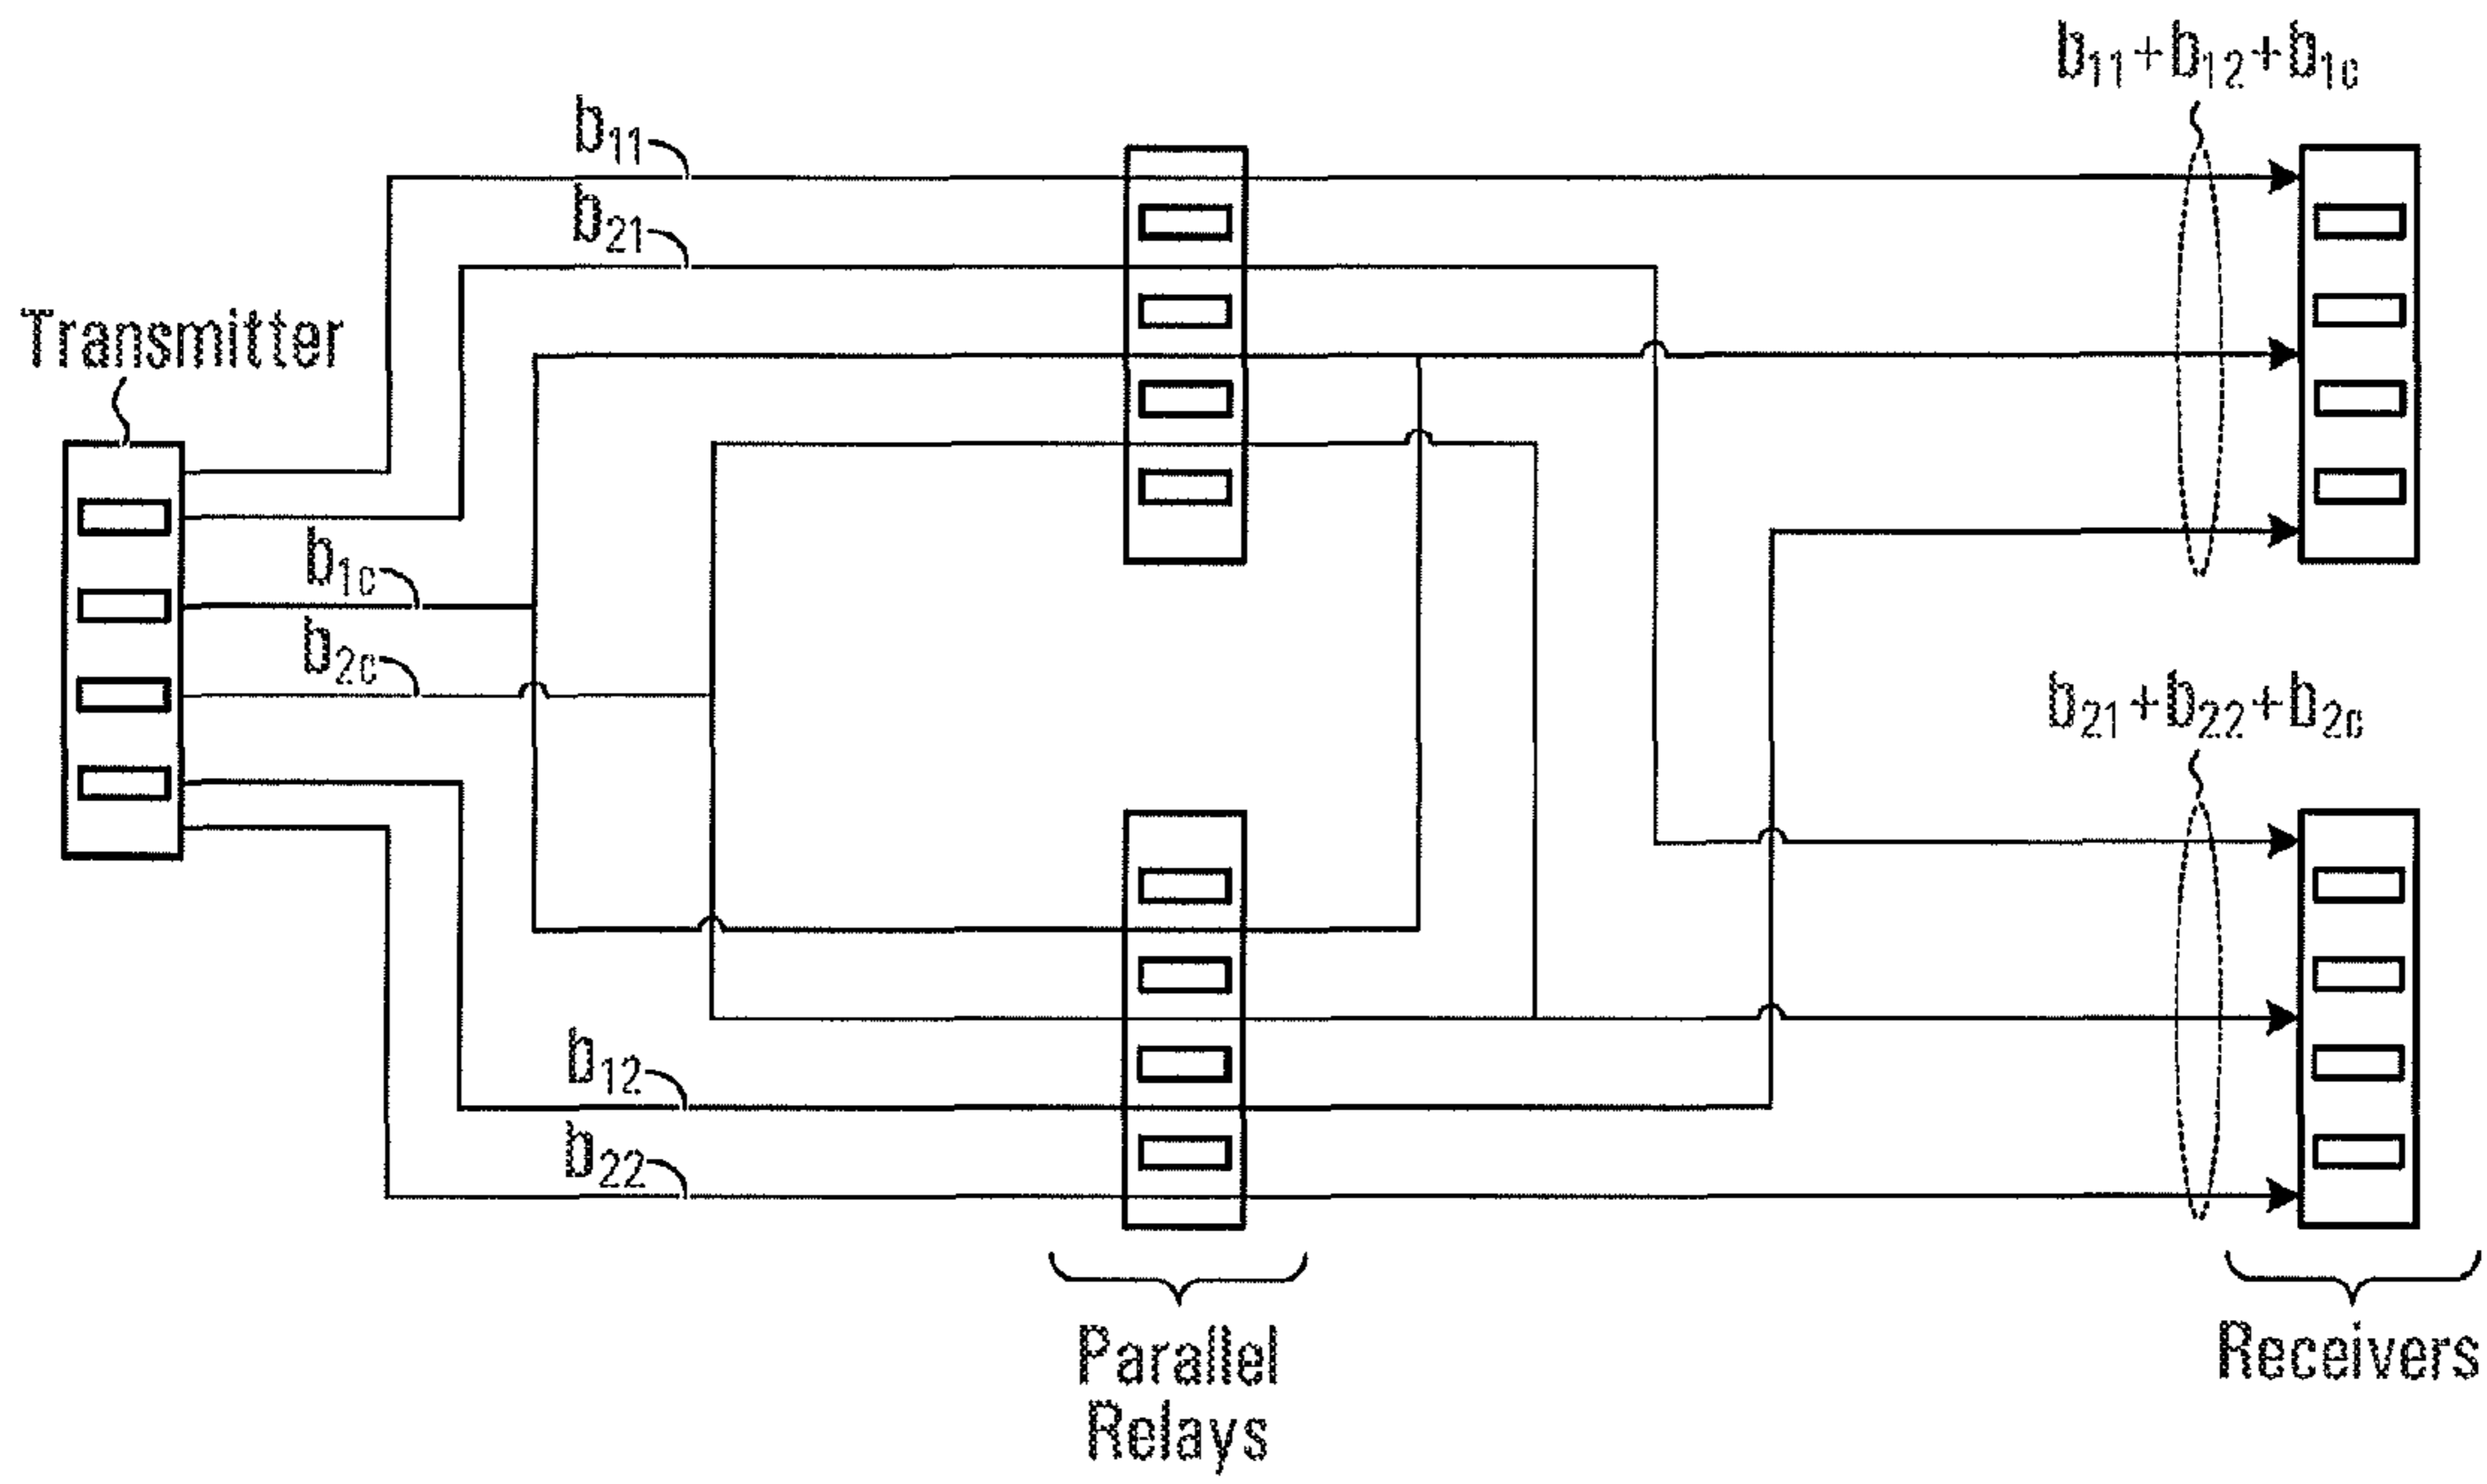 b11+b12+b1c
b11
b21
Transmitter
b1c
b2c
b21+b22+b2c
b12
b22
Parallel
Relays
Receivers